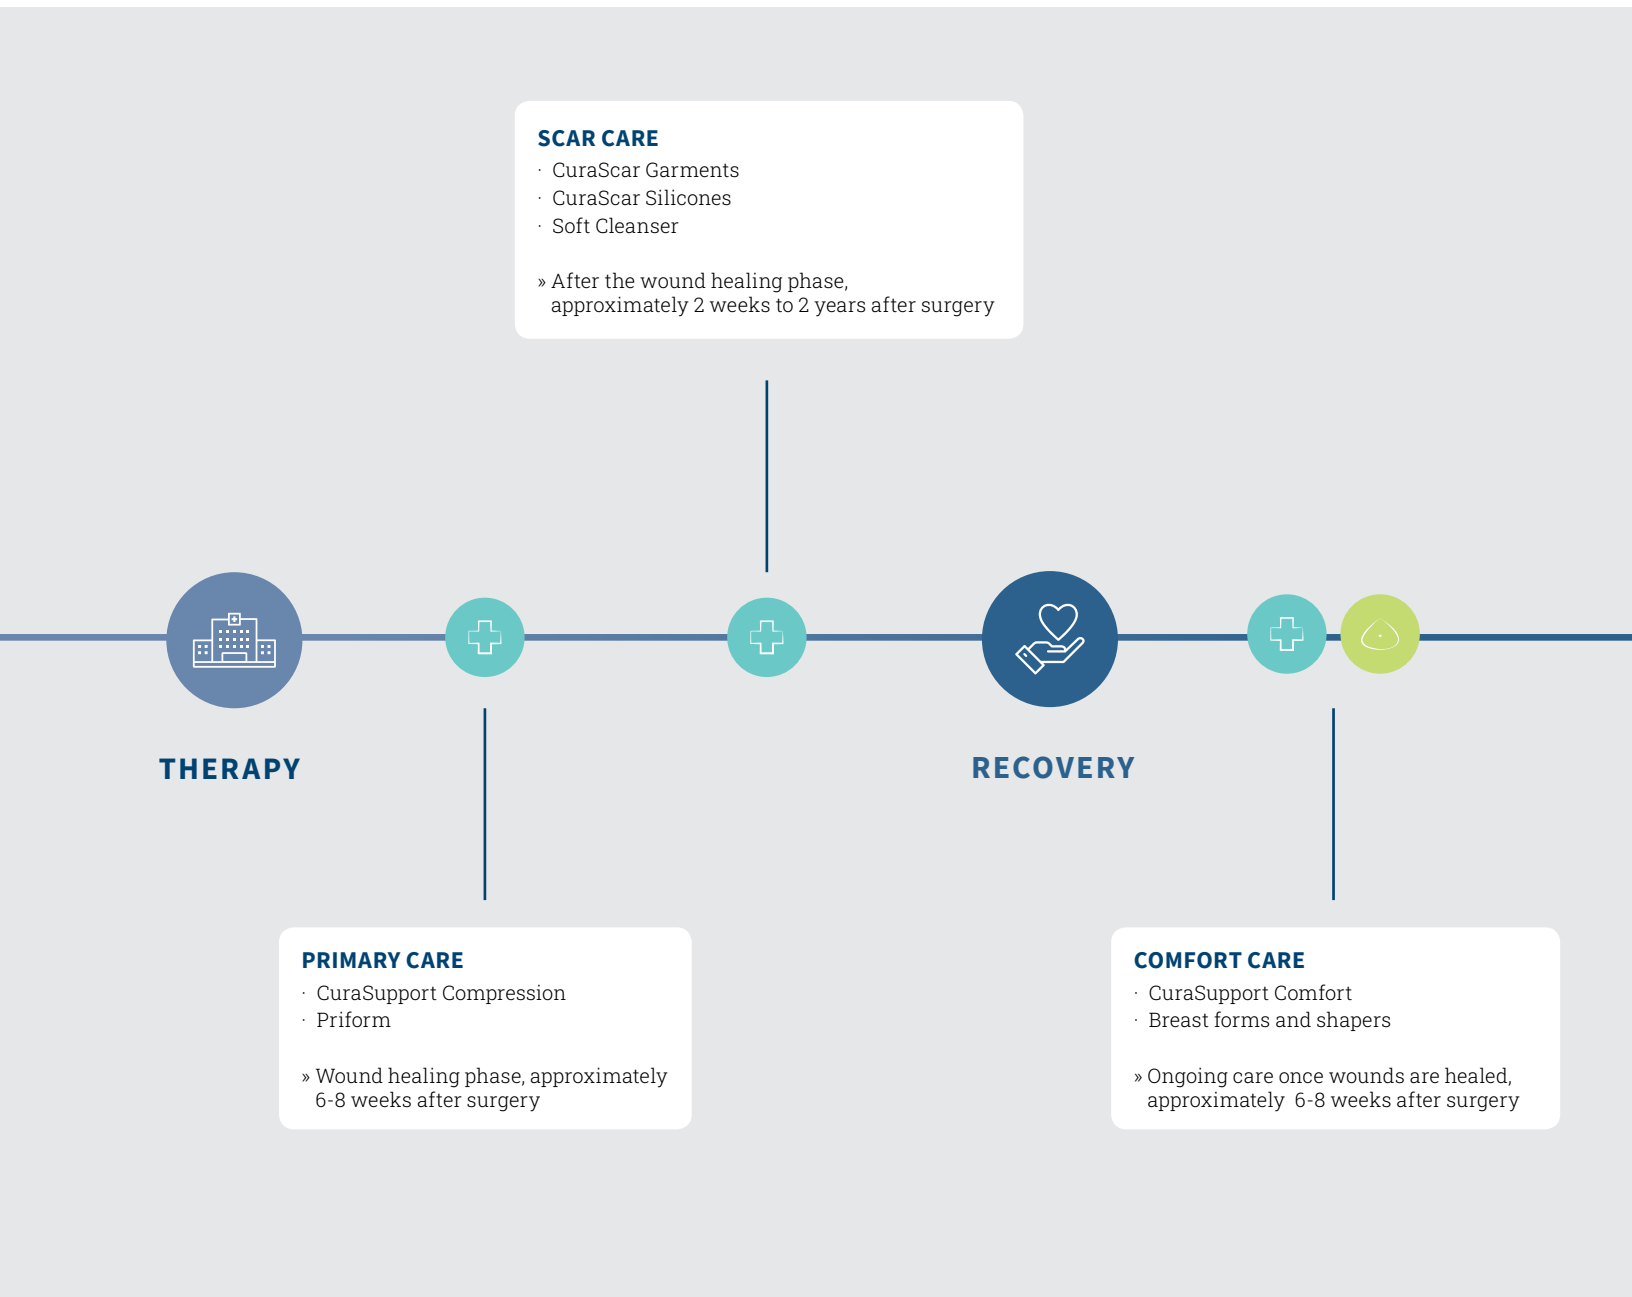 SCAR CARE
· CuraScar Garments
· CuraScar Silicones
· Soft Cleanser
» After the wound healing phase,
approximately 2 weeks to 2 years after surgery
THERAPY
RECOVERY
PRIMARY CARE
· CuraSupport Compression
· Priform
» Wound healing phase, approximately
6-8 weeks after surgery
COMFORT CARE
· CuraSupport Comfort
· Breast forms and shapers
» Ongoing care once wounds are healed,
approximately  6-8 weeks after surgery